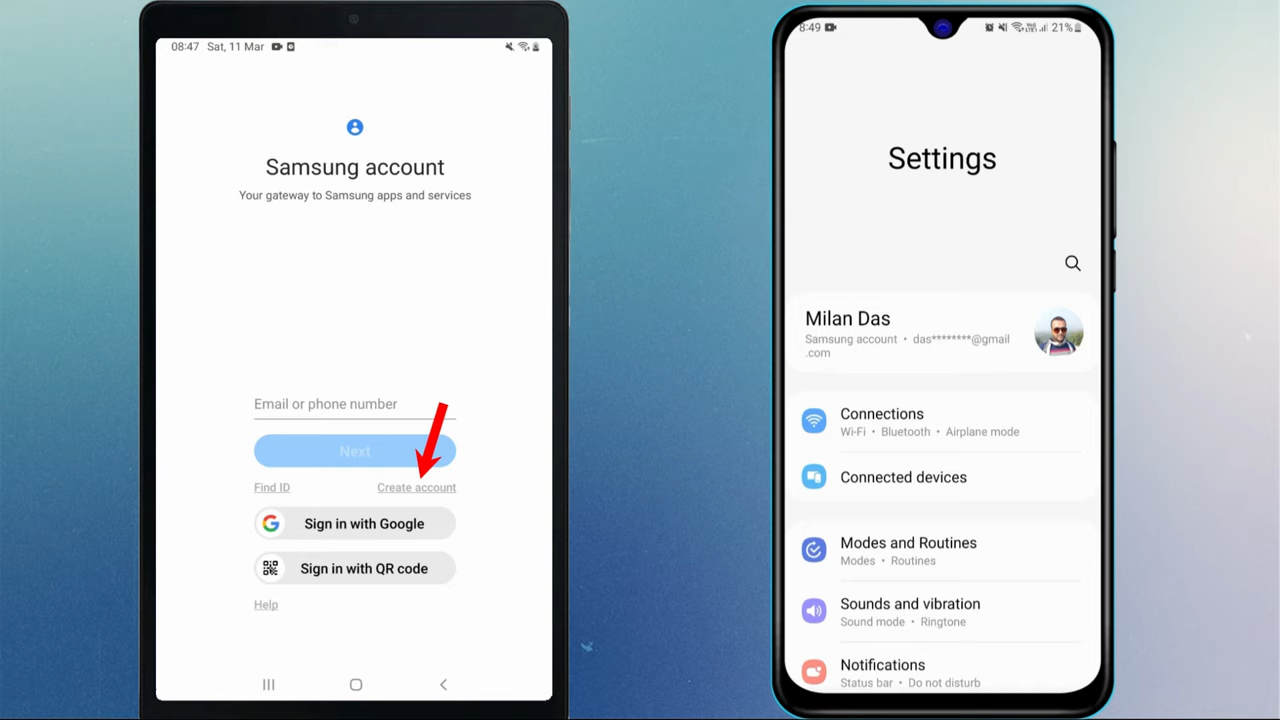 08:47 Sat, 11 Mar
Samsung account
Your gateway to Samsung apps and services
Email or phone number
Next
Find ID
Create account
Sign in with Google
Sign in with QR code
Help
8:49
21%
Settings
Milan Das
Samsung account • das********@gmail
.com
Connections
Wi-Fi • Bluetooth • Airplane mode
Connected devices
Modes and Routines
Modes • Routines
Sounds and vibration
Sound mode • Ringtone
Notifications
Status bar • Do not disturb